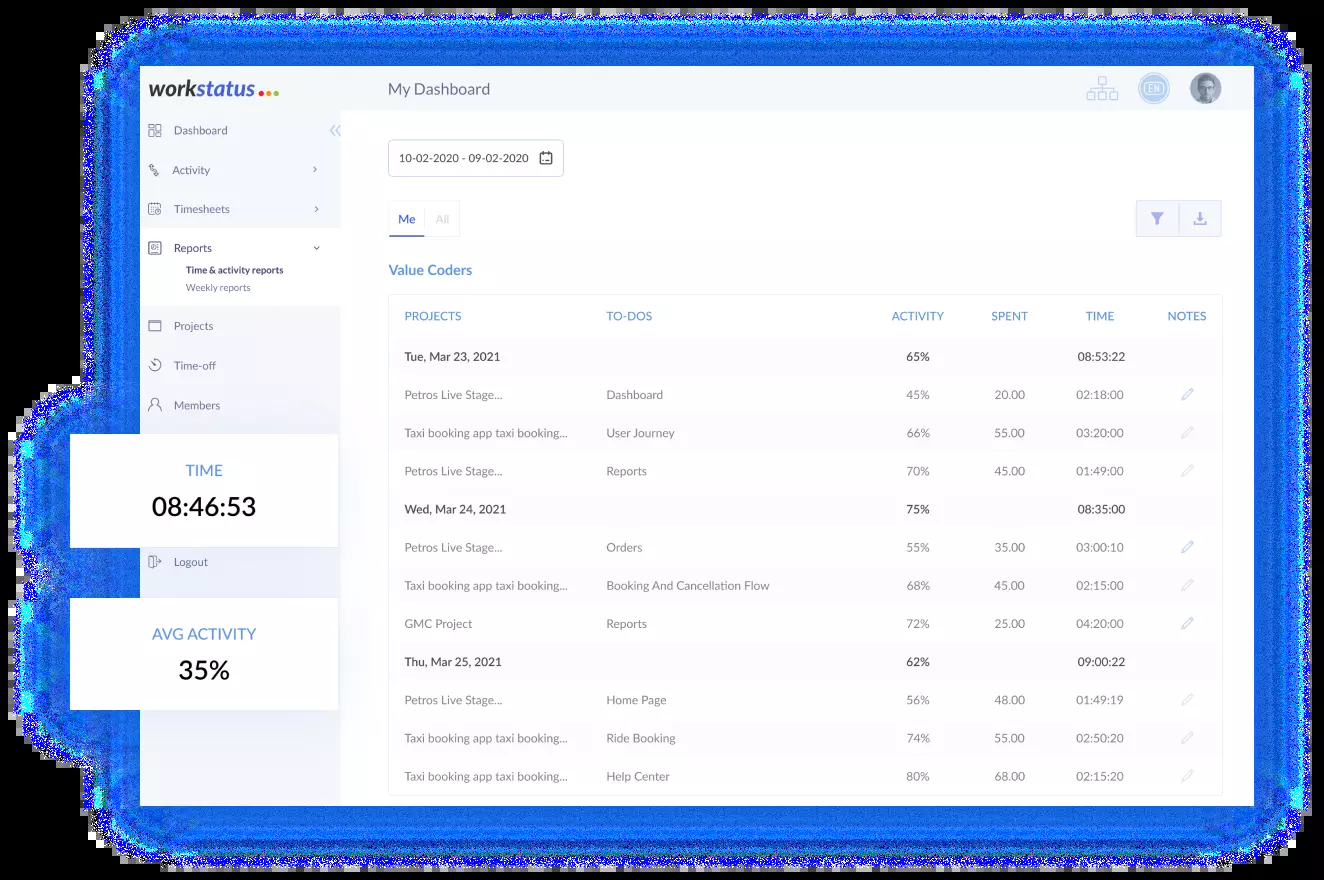 workstatus
My Dashboard
EN
Dashboard
Activity
Timesheets
Reports
Time & activity reports
Weekly reports
Projects
Time-off
Members
TIME
08:46:53
Logout
AVG ACTIVITY
35%
10-02-2020 - 09-02-2020
Me All
Value Coders
PROJECTS TO-DOS ACTIVITY SPENT TIME NOTES
Tue, Mar 23, 2021 65% 08:53:22
Petros Live Stage... Dashboard 45% 20.00 02:18:00
Taxi booking app taxi booking... User Journey 66% 55.00 03:20:00
Petros Live Stage... Reports 70% 45.00 01:49:00
Wed, Mar 24, 2021 75% 08:35:00
Petros Live Stage... Orders 55% 35.00 03:00:10
Taxi booking app taxi booking... Booking And Cancellation Flow 68% 45.00 02:15:00
GMC Project Reports 72% 25.00 04:20:00
Thu, Mar 25, 2021 62% 09:00:22
Petros Live Stage... Home Page 56% 48.00 01:49:19
Taxi booking app taxi booking... Ride Booking 74% 55.00 02:50:20
Taxi booking app taxi booking... Help Center 80% 68.00 02:15:20